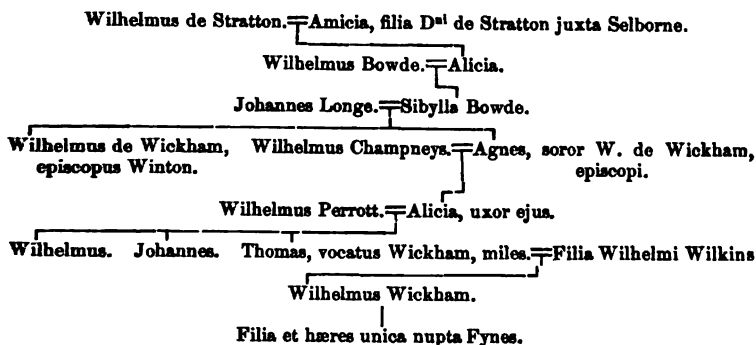 Wilhelmus de Stratton.=Amicia, filia Dni de Stratton juxta Selborne.
Wilhelmus Bowde.=Alicia.
Johannes Longe.=Sibylla Bowde.
Wilhelmus de Wickham, Wilhelmus Champneys.=Agnes, soror W. de Wickham,
episcopus Winton. episcopi.
Wilhelmus Perrott.=Alicia, uxor ejus.
Wilhelmus. Johannes. Thomas, vocatus Wickham, miles.=Filia Wilhelmi Wilkins
Wilhelmus Wickham.
Filia et hæres unica nupta Fynes.